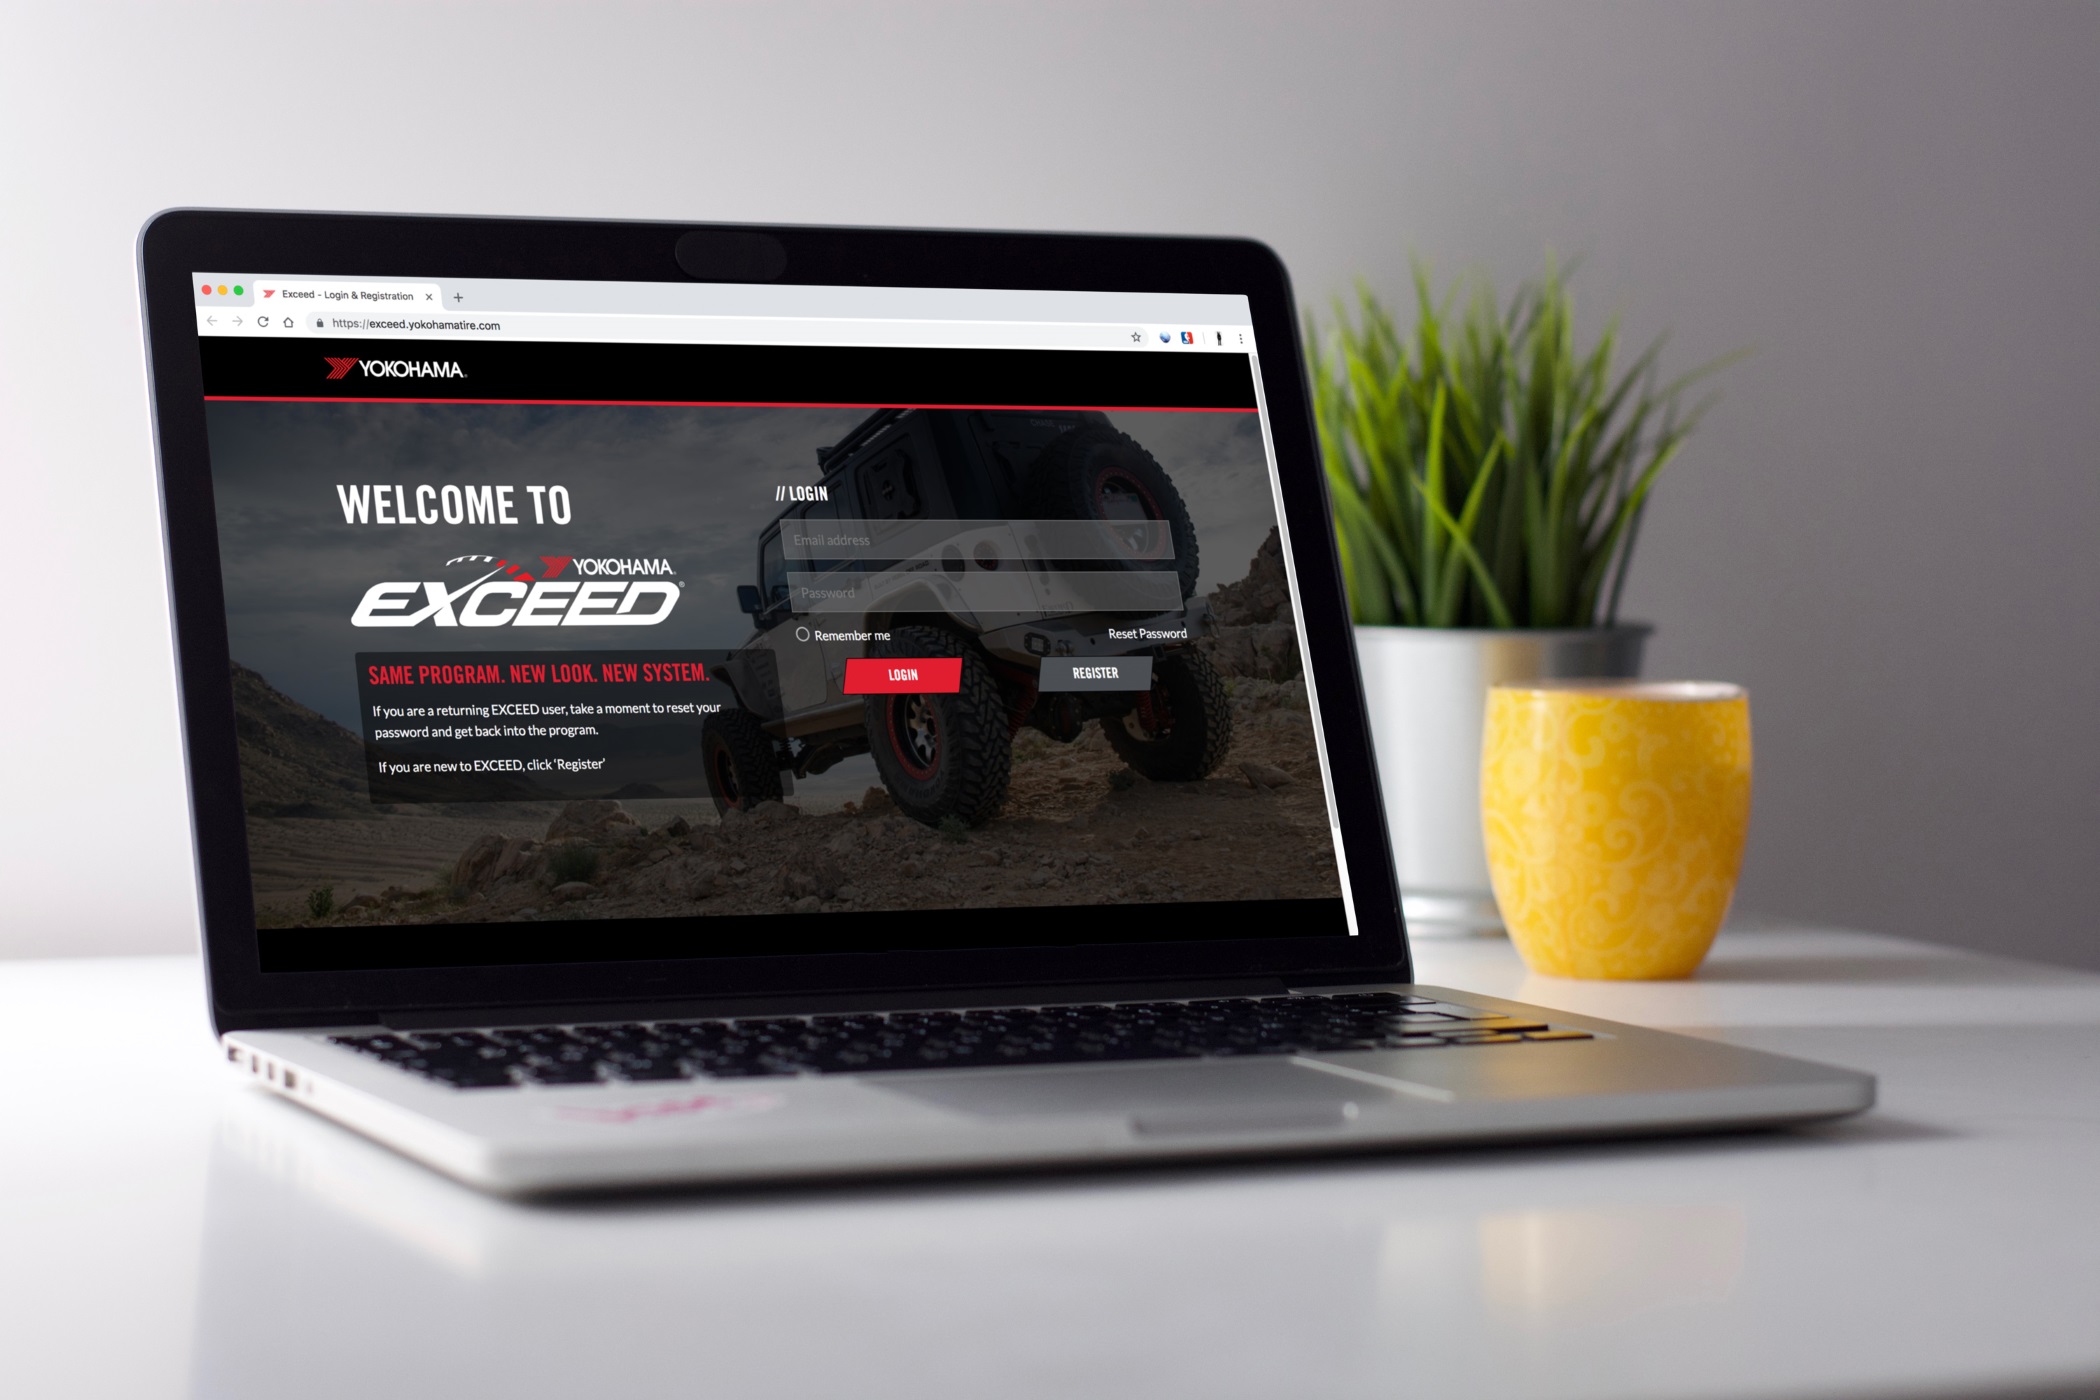 Exceed - Login & Registration
https://exceed.yokohamatire.com
YOKOHAMA®
WELCOME TO
YOKOHAMA®
EXCEED®
SAME PROGRAM. NEW LOOK. NEW SYSTEM.
If you are a returning EXCEED user, take a moment to reset your
password and get back into the program.
If you are new to EXCEED, click ‘Register’
// LOGIN
Email address
Password
Remember me
Reset Password
LOGIN
REGISTER